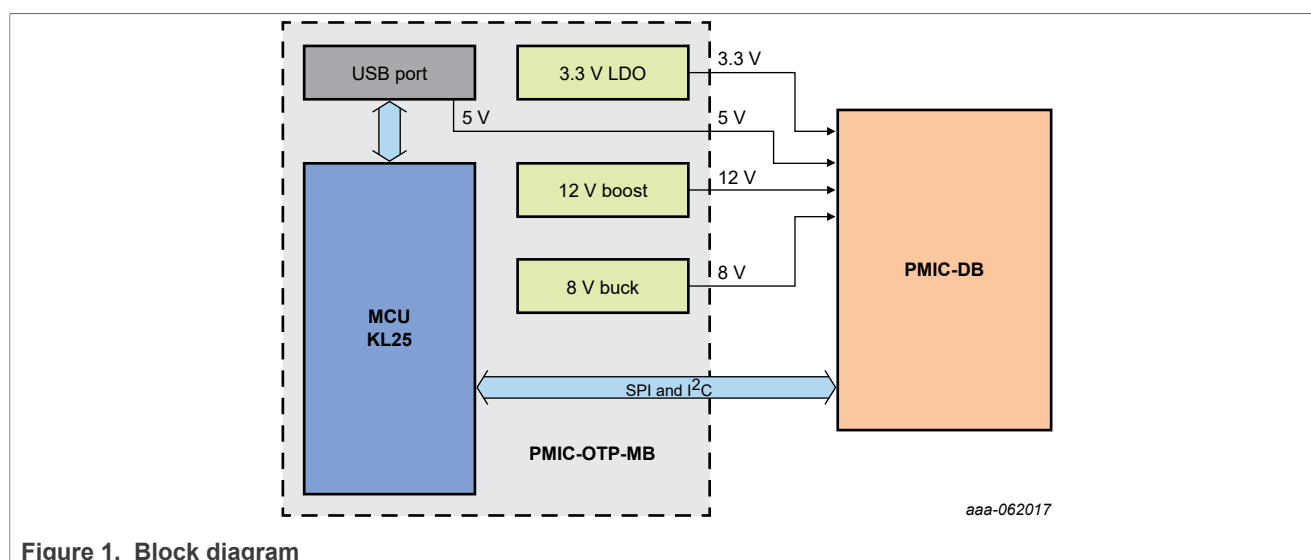 USB port
3.3 V LDO
3.3 V
5 V
5 V
12 V boost
12 V
8 V buck
8 V
MCU
KL25
PMIC-DB
SPI and I²C
PMIC-OTP-MB
aaa-062017
Figure 1. Block diagram